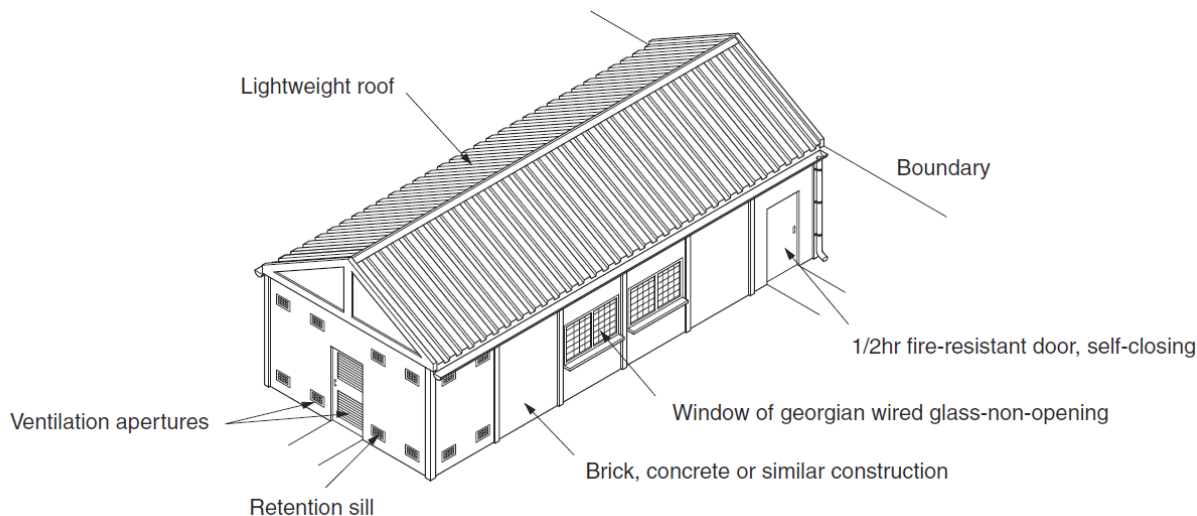 Lightweight roof
Boundary
1/2hr fire-resistant door, self-closing
Ventilation apertures
Window of georgian wired glass-non-opening
Brick, concrete or similar construction
Retention sill